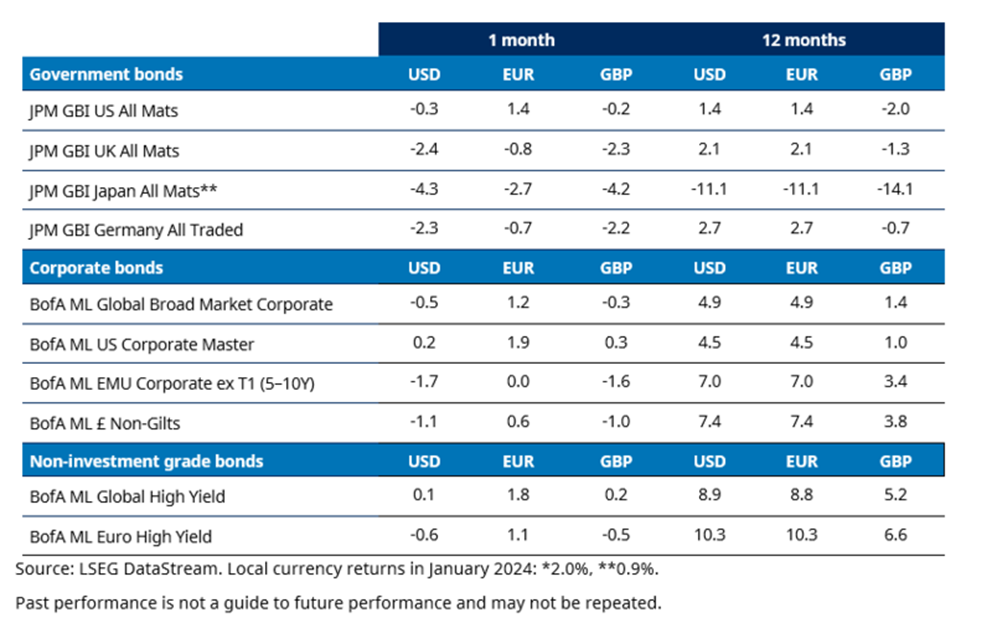 1 month 12 months
Government bonds USD EUR GBP USD EUR GBP
JPM GBI US All Mats -0.3 1.4 -0.2 1.4 1.4 -2.0
JPM GBI UK All Mats -2.4 -0.8 -2.3 2.1 2.1 -1.3
JPM GBI Japan All Mats** -4.3 -2.7 -4.2 -11.1 -11.1 -14.1
JPM GBI Germany All Traded -2.3 -0.7 -2.2 2.7 2.7 -0.7
Corporate bonds USD EUR GBP USD EUR GBP
BofA ML Global Broad Market Corporate -0.5 1.2 -0.3 4.9 4.9 1.4
BofA ML US Corporate Master 0.2 1.9 0.3 4.5 4.5 1.0
BofA ML EMU Corporate ex T1 (5–10Y) -1.7 0.0 -1.6 7.0 7.0 3.4
BofA ML £ Non-Gilts -1.1 0.6 -1.0 7.4 7.4 3.8
Non-investment grade bonds USD EUR GBP USD EUR GBP
BofA ML Global High Yield 0.1 1.8 0.2 8.9 8.8 5.2
BofA ML Euro High Yield -0.6 1.1 -0.5 10.3 10.3 6.6
Source: LSEG DataStream. Local currency returns in January 2024: *2.0%, **0.9%.
Past performance is not a guide to future performance and may not be repeated.